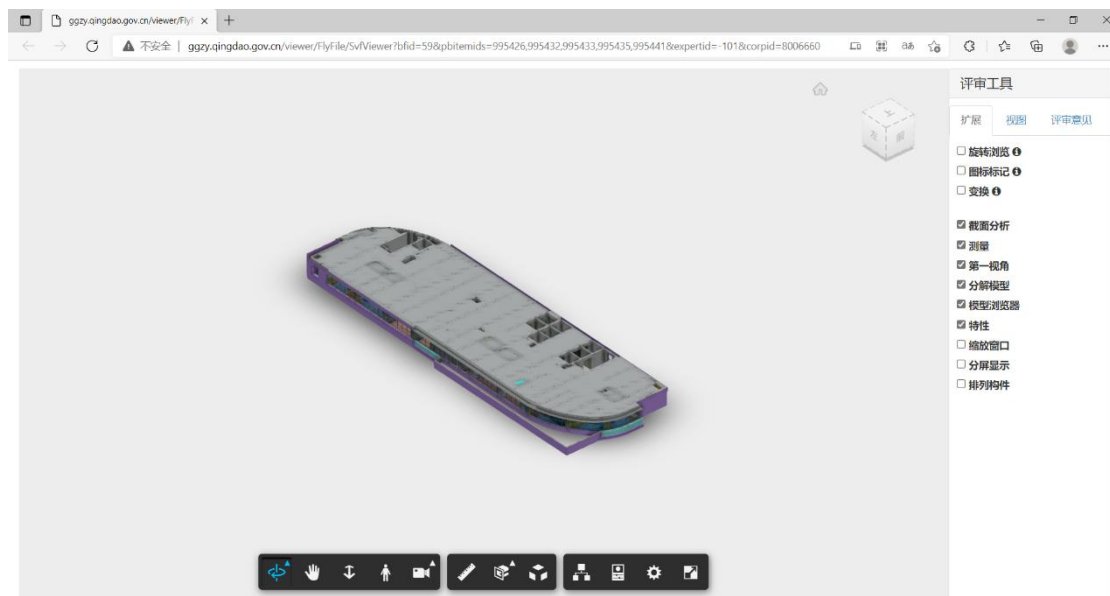 ggzy.qingdao.gov.cn/viewer/Fly
不安全 | ggzy.qingdao.gov.cn/viewer/FlyFile/SvfViewer?bfid=59&pbitemids=995426,995432,995433,995435,995441&expertid=-101&corpid=8006660
评审工具
扩展 视图 评审意见
旋转浏览
图标标记
变换
截面分析
测量
第一视角
分解模型
模型浏览器
特性
缩放窗口
分屏显示
排列构件